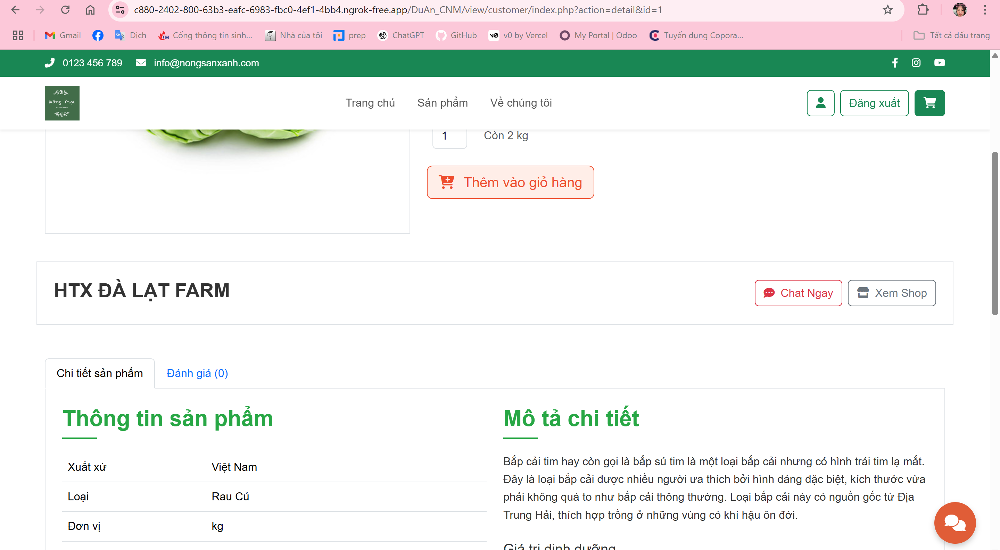 c880-2402-800-63b3-eafc-6983-fbc0-4ef1-4bb4.ngrok-free.app/DuAn_CNM/view/customer/index.php?action=detail&id=1
Gmail Dịch Cổng thông tin sinh... Nhà của tôi prep ChatGPT GitHub v0 by Vercel My Portal | Odoo Tuyển dụng Copora... Tất cả dấu trang
0123 456 789 info@nongsanxanh.com
Nông Trại
Trang chủ Sản phẩm Về chúng tôi Đăng xuất
1 Còn 2 kg
Thêm vào giỏ hàng
HTX ĐÀ LẠT FARM
Chat Ngay Xem Shop
Chi tiết sản phẩm Đánh giá (0)
Thông tin sản phẩm
Xuất xứ Việt Nam
Loại Rau Củ
Đơn vị kg
Mô tả chi tiết
Bắp cải tim hay còn gọi là bắp sú tim là một loại bắp cải nhưng có hình trái tim lạ mắt.
Đây là loại bắp cải được nhiều người ưa thích bởi hình dáng đặc biệt, kích thước vừa
phải không quá to như bắp cải thông thường. Loại bắp cải này có nguồn gốc từ Địa
Trung Hải, thích hợp trồng ở những vùng có khí hậu ôn đới.
Giá trị dinh dưỡng